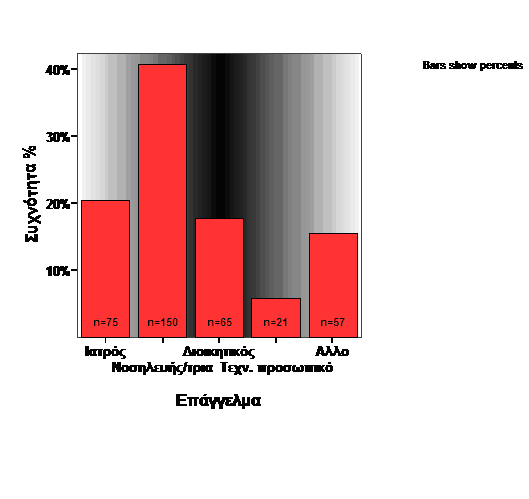 Bars show percents
40%
30%
20%
10%
Συχνότητα %
n=75 n=150 n=65 n=21 n=57
Ιατρός Διοικητικός Άλλο
Νοσηλευής/τρια Τεχν. προσωπικό
Επάγγελμα